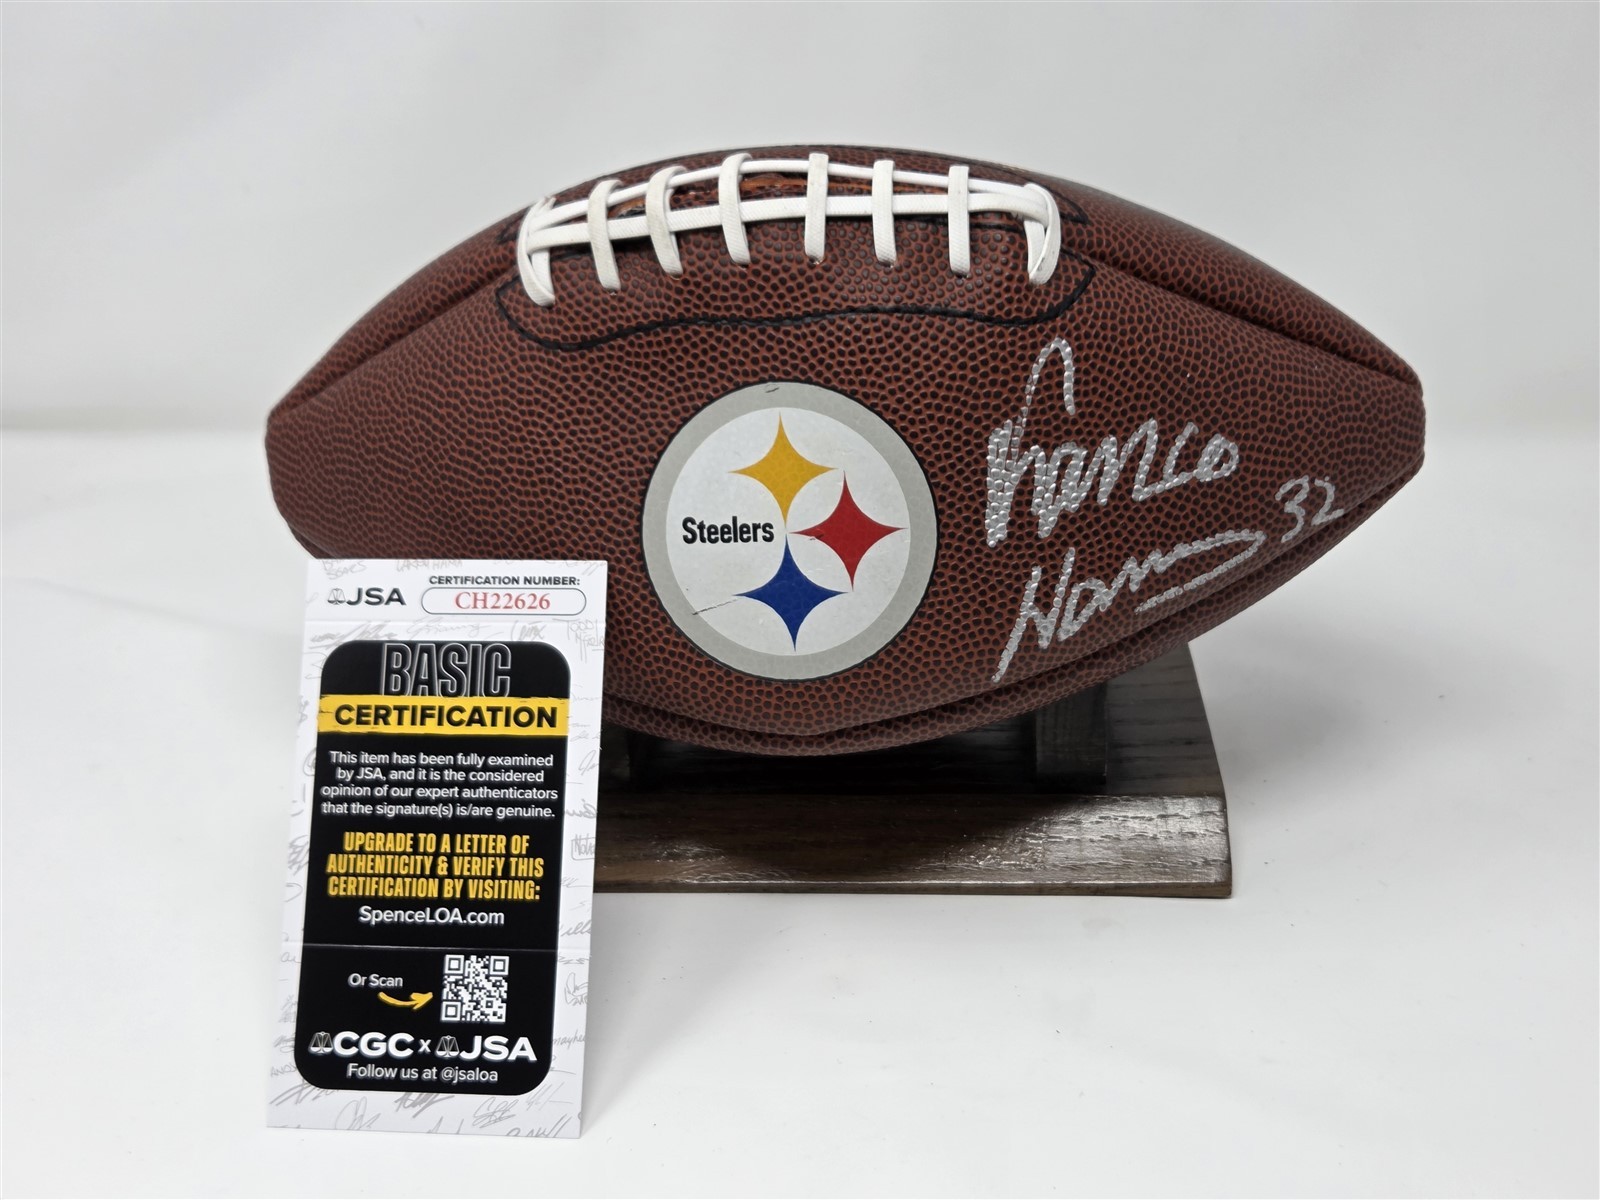 Steelers
Franco
Harris 32
JSA
CERTIFICATION NUMBER:
CH22626
BASIC
CERTIFICATION
This item has been fully examined
by JSA, and it is the considered
opinion of our expert authenticators
that the signature(s) is/are genuine.
UPGRADE TO A LETTER OF
AUTHENTICITY & VERIFY THIS
CERTIFICATION BY VISITING:
SpenceLOA.com
Or Scan
CGC x JSA
Follow us at @jsaloa